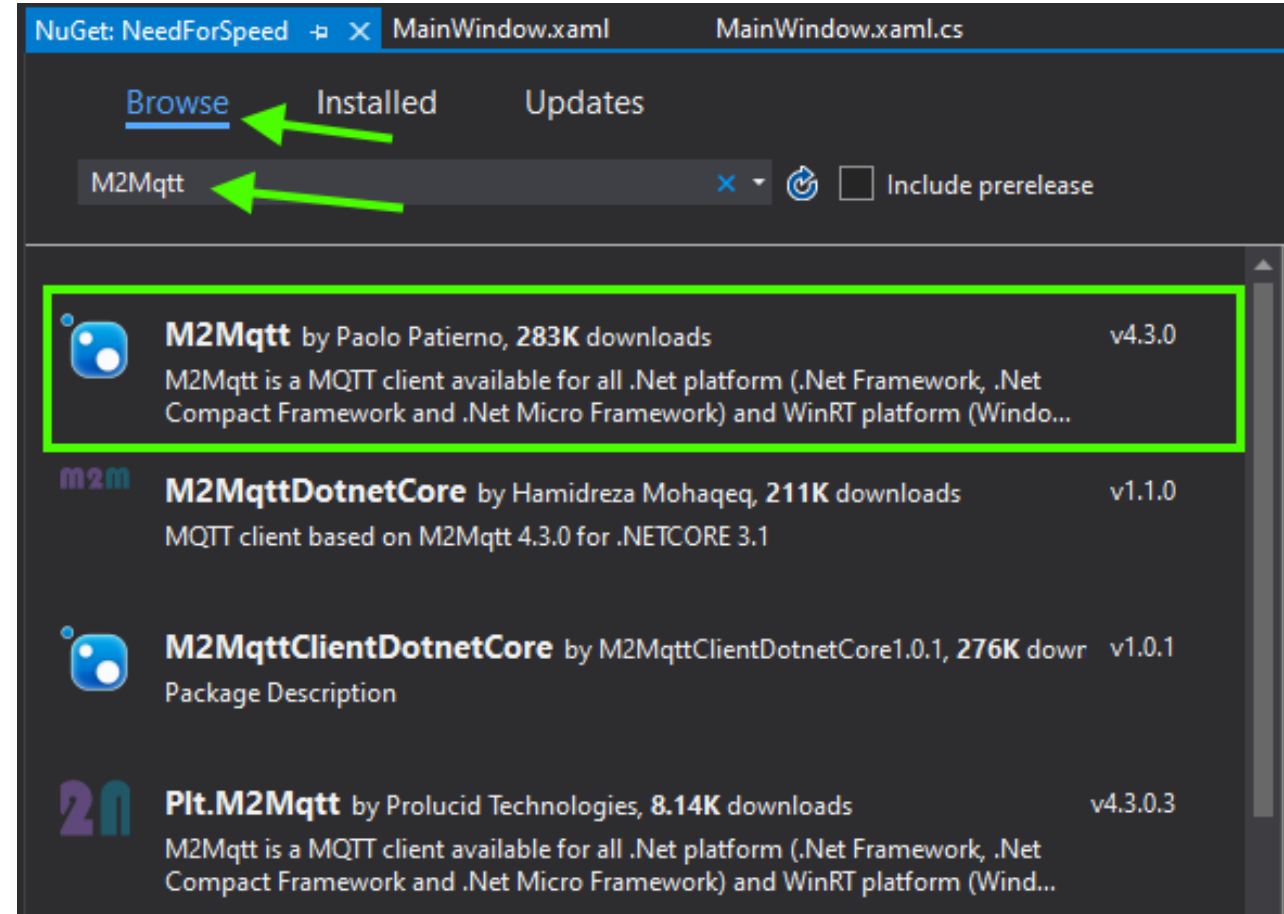 NuGet: NeedForSpeed MainWindow.xaml MainWindow.xaml.cs
Browse Installed Updates
M2Mqtt Include prerelease
M2Mqtt by Paolo Patierno, 283K downloads v4.3.0
M2Mqtt is a MQTT client available for all .Net platform (.Net Framework, .Net
Compact Framework and .Net Micro Framework) and WinRT platform (Windo...
m2m
M2MqttDotnetCore by Hamidreza Mohaqeq, 211K downloads v1.1.0
MQTT client based on M2Mqtt 4.3.0 for .NETCORE 3.1
M2MqttClientDotnetCore by M2MqttClientDotnetCore1.0.1, 276K dowr v1.0.1
Package Description
Plt.M2Mqtt by Prolucid Technologies, 8.14K downloads v4.3.0.3
M2Mqtt is a MQTT client available for all .Net platform (.Net Framework, .Net
Compact Framework and .Net Micro Framework) and WinRT platform (Wind...